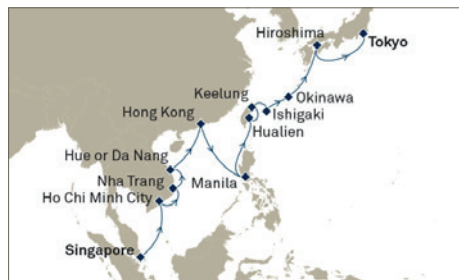 Hiroshima
Tokyo
Keelung
Okinawa
Hong Kong
Ishigaki
Hualien
Hue or Da Nang
Nha Trang
Manila
Ho Chi Minh City
Singapore